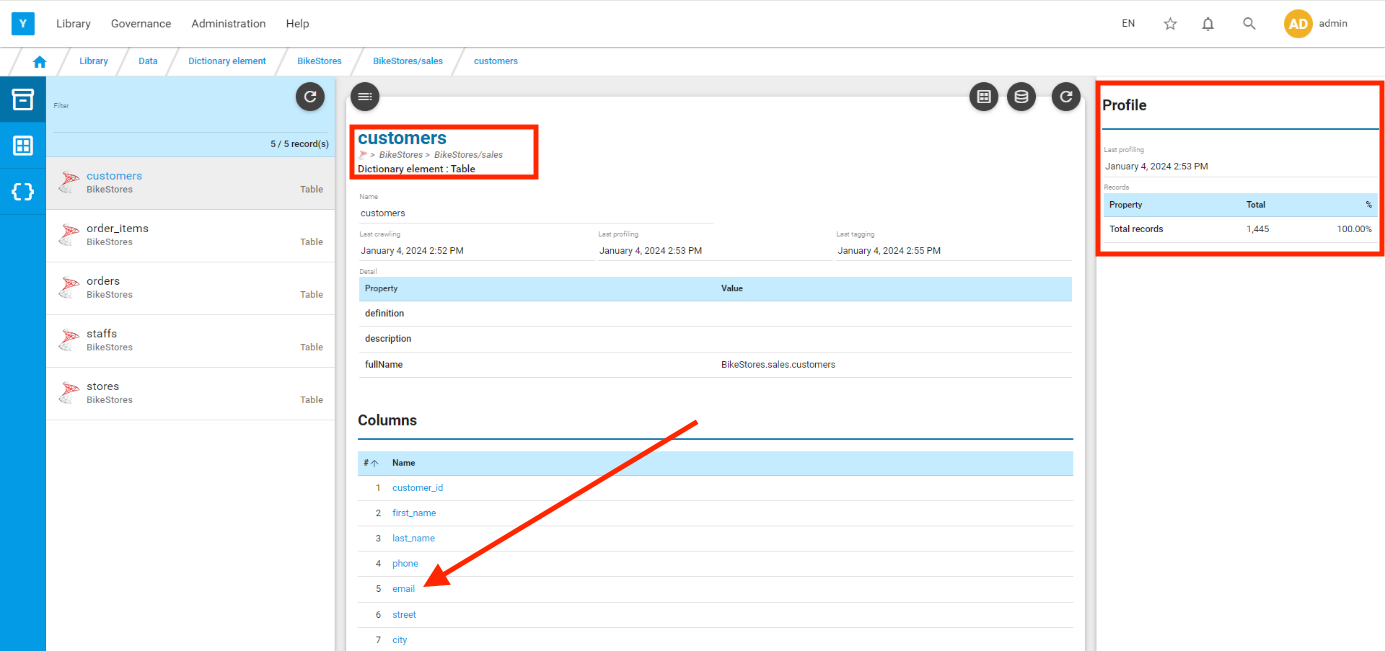 Y Library Governance Administration Help EN AD admin
Library Data Dictionary element BikeStores BikeStores/sales customers
Filter
5 / 5 record(s)
customers
BikeStores Table
order_items
BikeStores Table
orders
BikeStores Table
staffs
BikeStores Table
stores
BikeStores Table
customers
> BikeStores > BikeStores/sales
Dictionary element : Table
Name
customers
Last crawling Last profiling Last tagging
January 4, 2024 2:52 PM January 4, 2024 2:53 PM January 4, 2024 2:55 PM
Detail
Property Value
definition
description
fullName BikeStores.sales.customers
Columns
# Name
1 customer_id
2 first_name
3 last_name
4 phone
5 email
6 street
7 city
Profile
Last profiling
January 4, 2024 2:53 PM
Records
Property Total %
Total records 1,445 100.00%